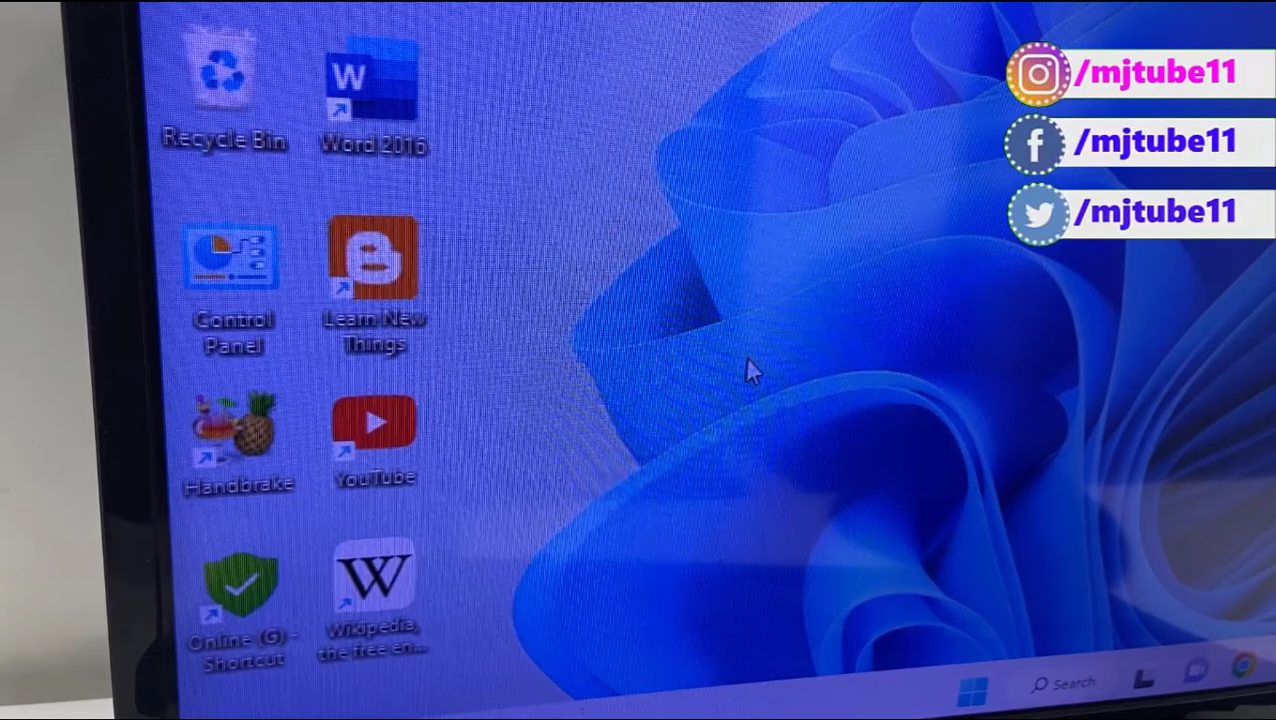 Recycle Bin
Word 2016
/mjtube11
/mjtube11
/mjtube11
Control
Panel
Learn New
Things
Handbrake
YouTube
Online (G) -
Shortcut
Wikipedia,
the free en...
Search